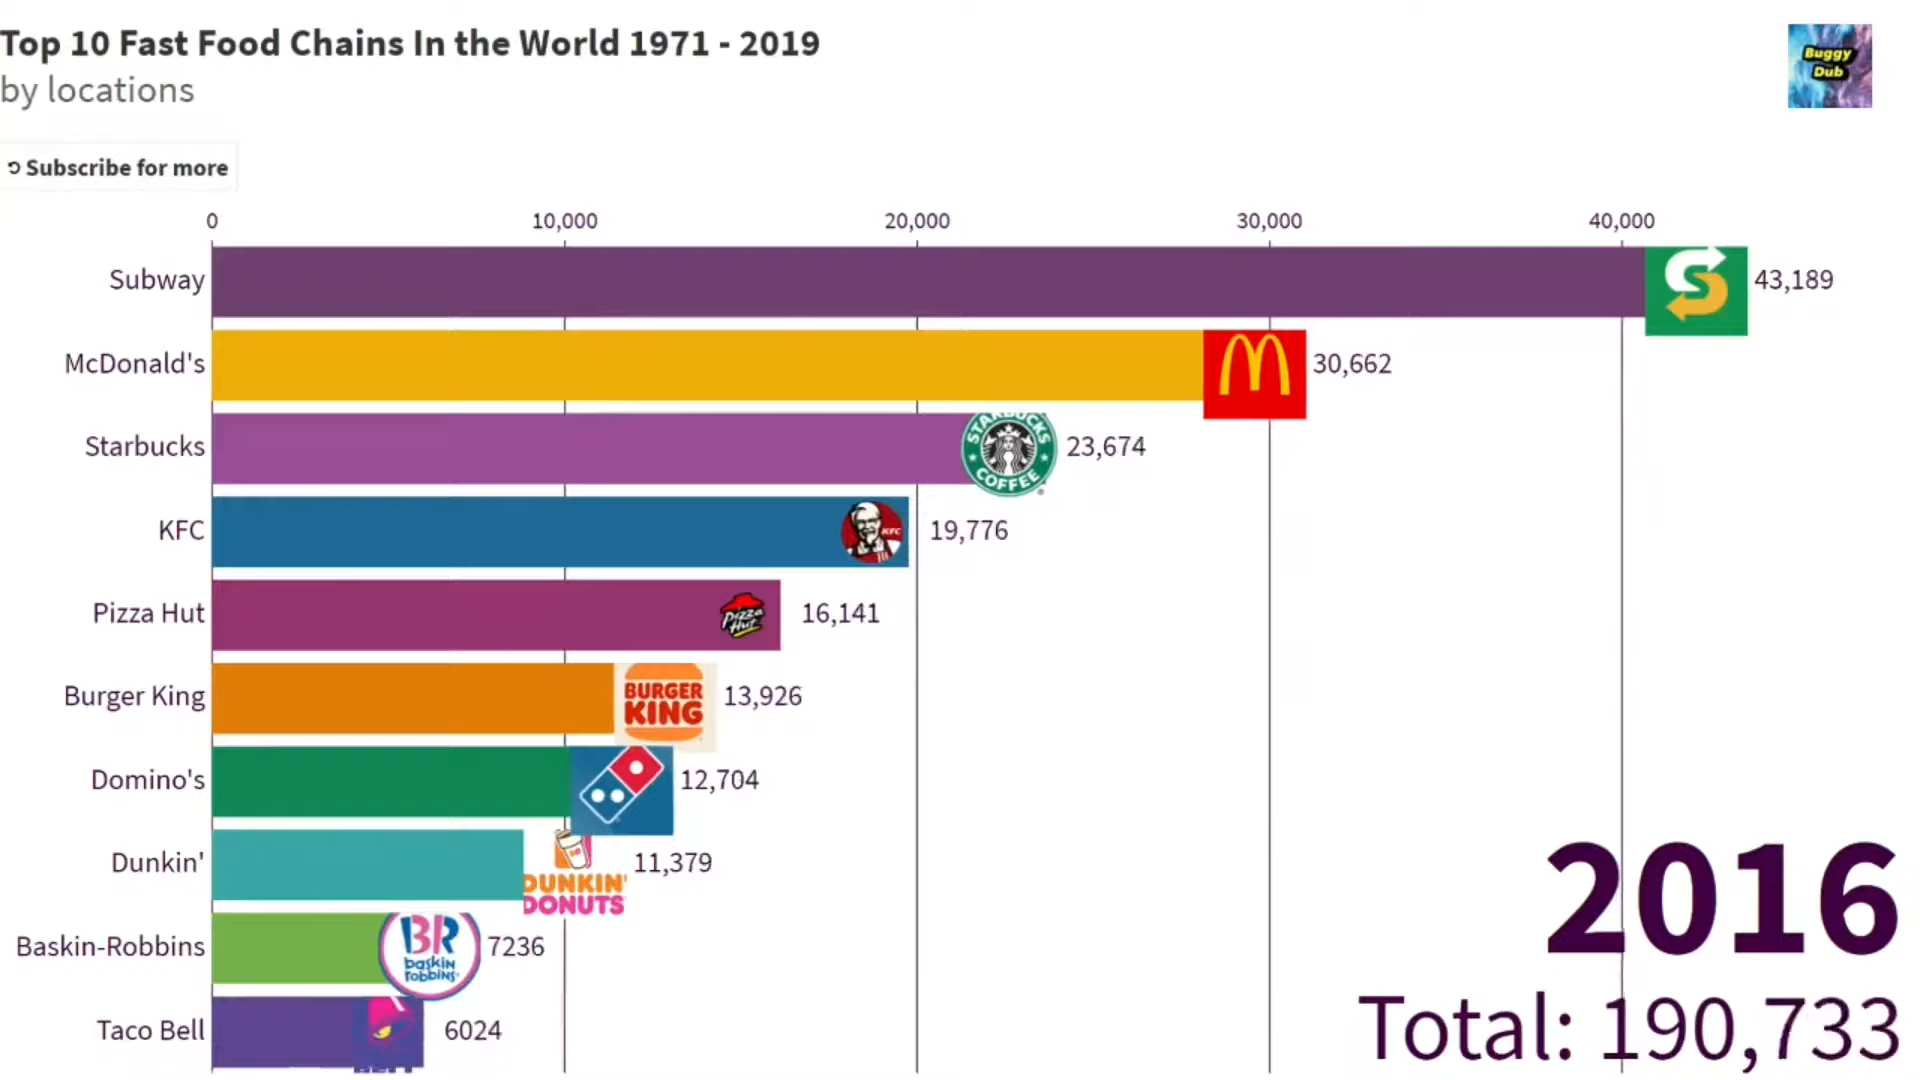 Top 10 Fast Food Chains In the World 1971 - 2019
by locations
Buggy
Dub
Subscribe for more
0 10,000 20,000 30,000 40,000
Subway 43,189
McDonald's 30,662
Starbucks STARBUCKS COFFEE 23,674
KFC KFC 19,776
Pizza Hut Pizza Hut 16,141
Burger King BURGER KING 13,926
Domino's 12,704
Dunkin' DUNKIN' DONUTS 11,379
Baskin-Robbins BR baskin robbins 7236
Taco Bell 6024
2016
Total: 190,733